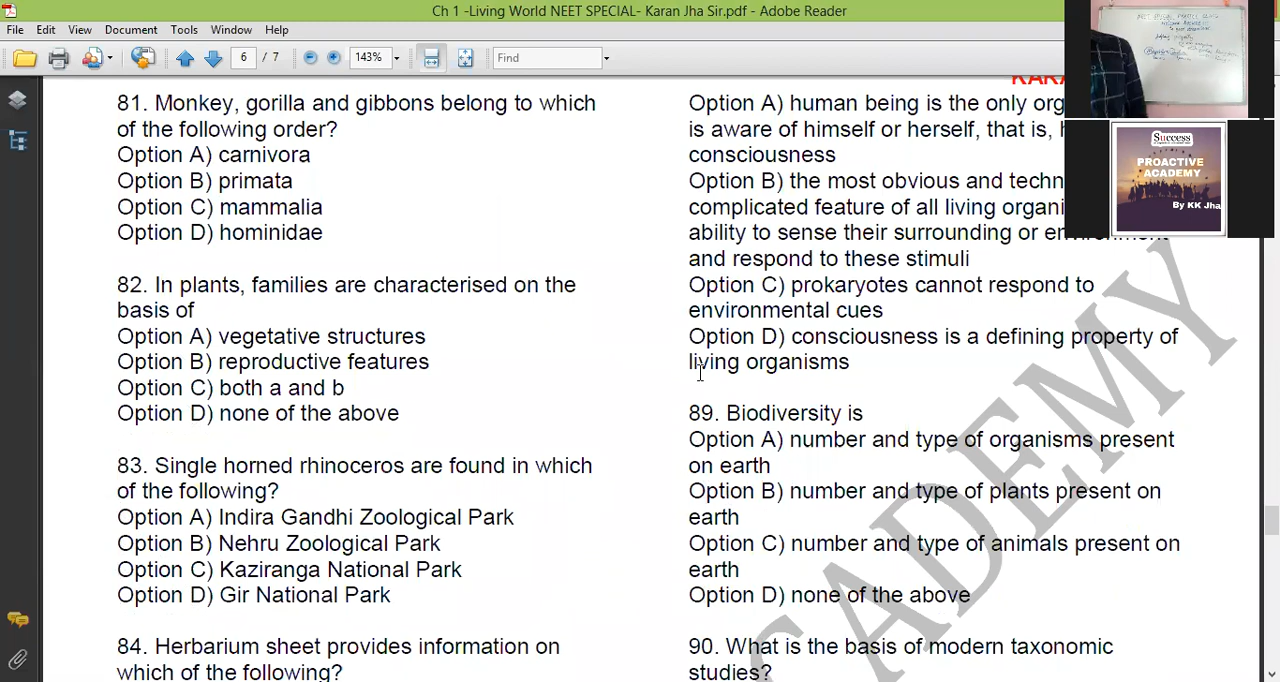 Ch 1 -Living World NEET SPECIAL- Karan Jha Sir.pdf - Adobe Reader
File Edit View Document Tools Window Help
6 / 7 143% Find
81. Monkey, gorilla and gibbons belong to which
of the following order?
Option A) carnivora
Option B) primata
Option C) mammalia
Option D) hominidae
82. In plants, families are characterised on the
basis of
Option A) vegetative structures
Option B) reproductive features
Option C) both a and b
Option D) none of the above
83. Single horned rhinoceros are found in which
of the following?
Option A) Indira Gandhi Zoological Park
Option B) Nehru Zoological Park
Option C) Kaziranga National Park
Option D) Gir National Park
84. Herbarium sheet provides information on
which of the following?
Option A) human being is the only org
is aware of himself or herself, that is,
consciousness
Option B) the most obvious and techn
complicated feature of all living organi
ability to sense their surrounding or environment
and respond to these stimuli
Option C) prokaryotes cannot respond to
environmental cues
Option D) consciousness is a defining property of
living organisms
89. Biodiversity is
Option A) number and type of organisms present
on earth
Option B) number and type of plants present on
earth
Option C) number and type of animals present on
earth
Option D) none of the above
90. What is the basis of modern taxonomic
studies?
KARA
CADEMY
Success
PROACTIVE
ACADEMY
By KK Jha